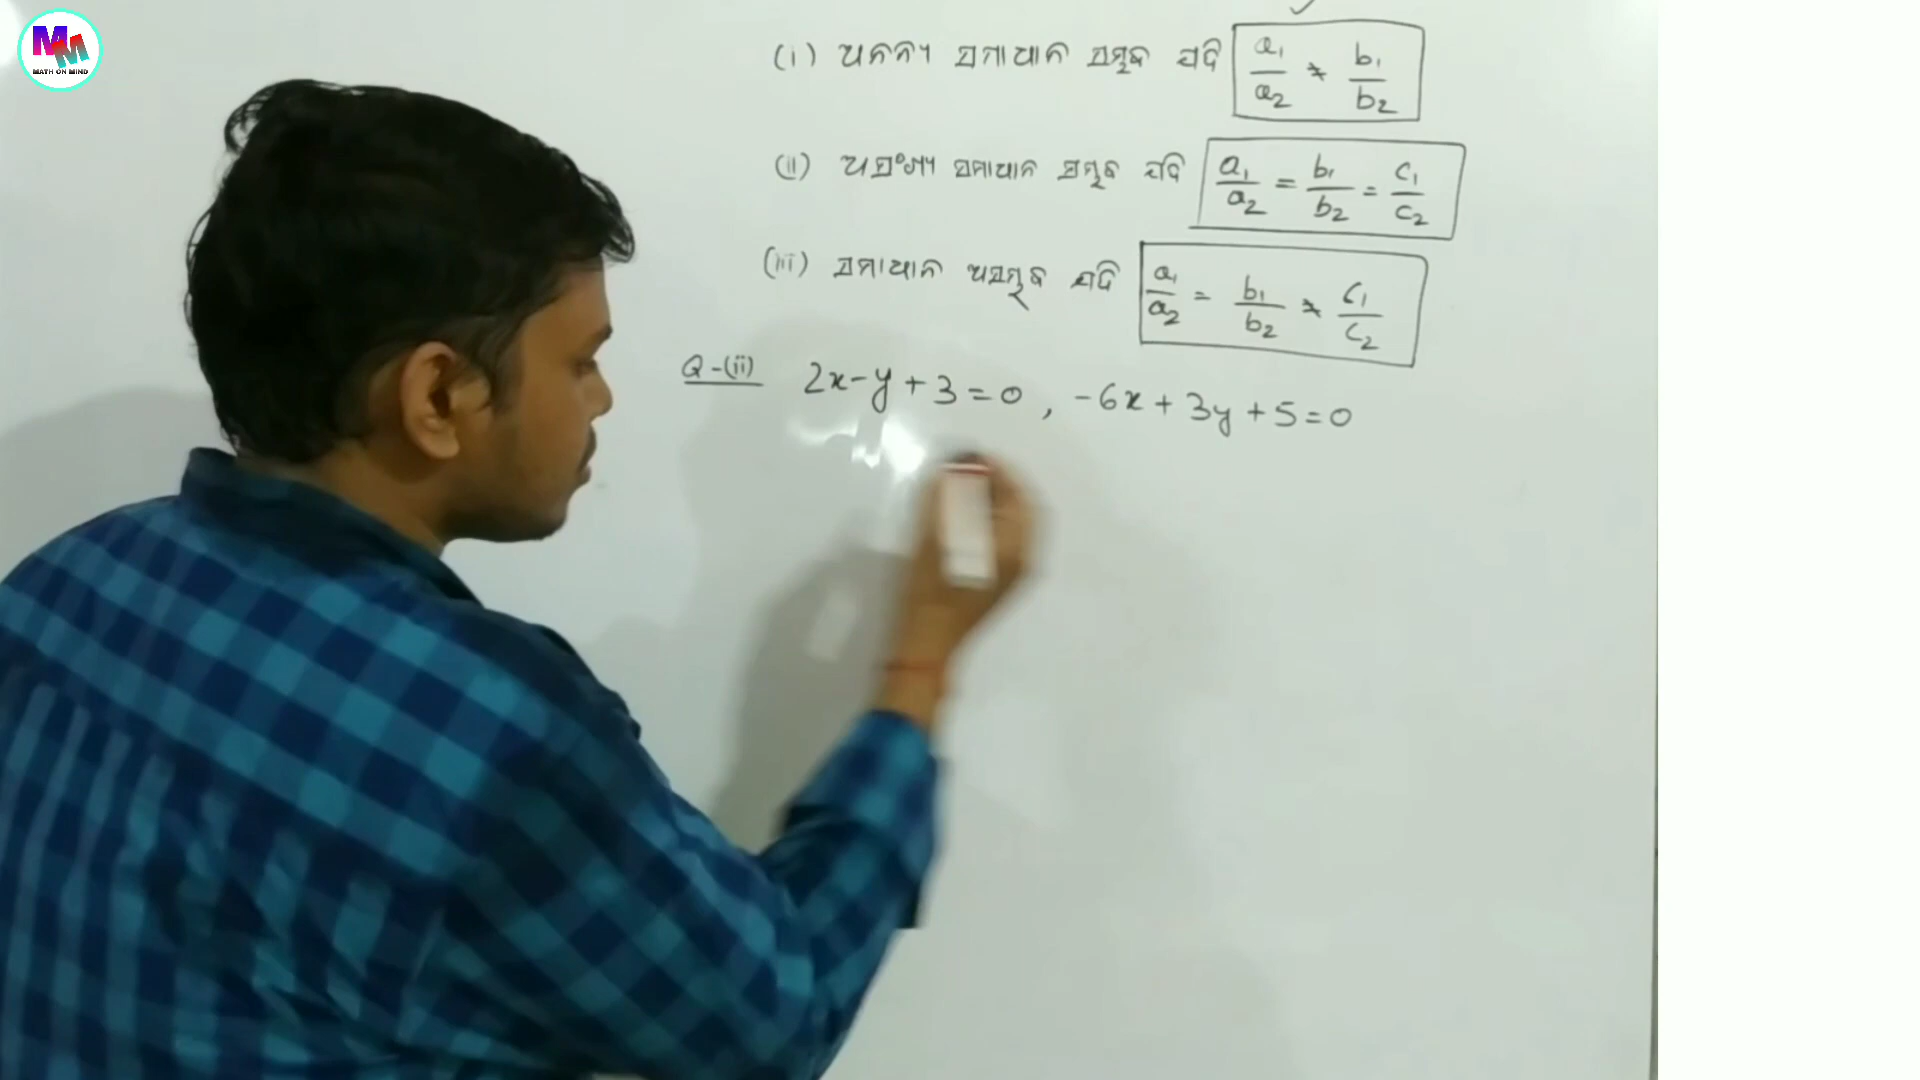 MM
MATH ON MIND
(i) ଅନନ୍ୟ ସମାଧାନ ସମ୍ଭବ ଯଦି a₁/a₂ ≠ b₁/b₂
(ii) ଅସଂଖ୍ୟ ସମାଧାନ ସମ୍ଭବ ଯଦି a₁/a₂ = b₁/b₂ = c₁/c₂
(iii) ସମାଧାନ ଅସମ୍ଭବ ଯଦି a₁/a₂ = b₁/b₂ ≠ c₁/c₂
Q-(ii) 2x-y+3=0, -6x+3y+5=0